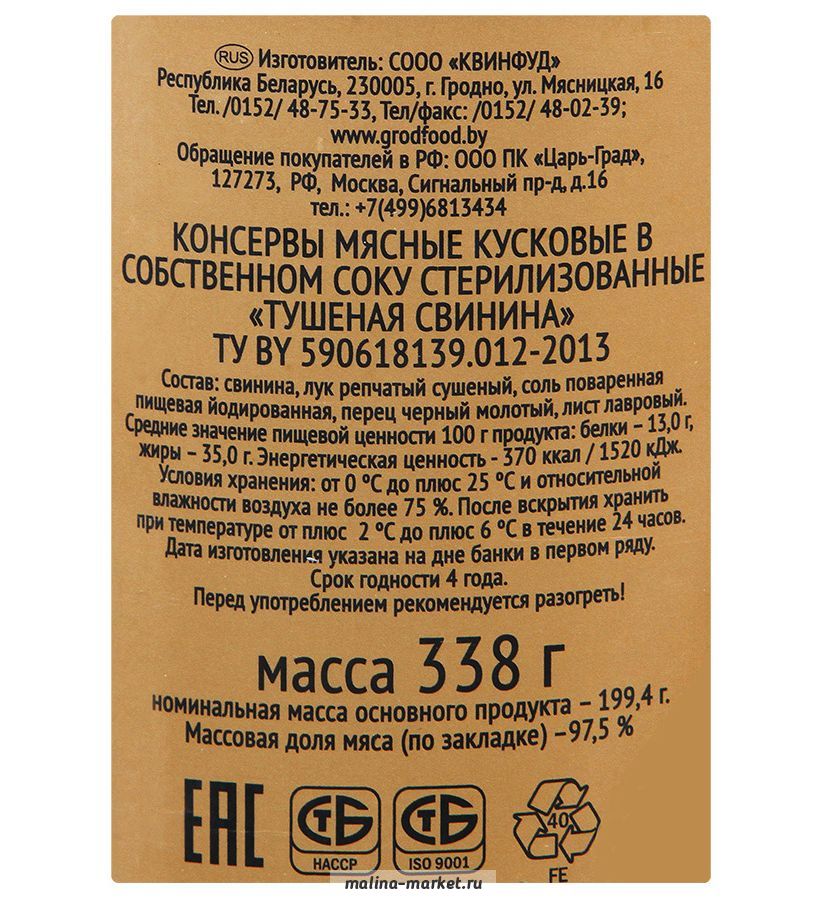 RUS Изготовитель: СООО «КВИНФУД»
Республика Беларусь, 230005, г. Гродно, ул. Мясницкая, 16
Тел. /0152/ 48-75-33, Тел/факс: /0152/ 48-02-39;
www.grodfood.by
Обращение покупателей в РФ: ООО ПК «Царь-Град»,
127273, РФ, Москва, Сигнальный пр-д, д.16
тел.: +7(499)6813434
КОНСЕРВЫ МЯСНЫЕ КУСКОВЫЕ В
СОБСТВЕННОМ СОКУ СТЕРИЛИЗОВАННЫЕ
«ТУШЕНАЯ СВИНИНА»
ТУ BY 590618139.012-2013
Состав: свинина, лук репчатый сушеный, соль поваренная
пищевая йодированная, перец черный молотый, лист лавровый.
Средние значение пищевой ценности 100 г продукта: белки – 13,0 г,
жиры – 35,0 г. Энергетическая ценность - 370 ккал / 1520 кДж.
Условия хранения: от 0 ºС до плюс 25 ºС и относительной
влажности воздуха не более 75 %. После вскрытия хранить
при температуре от плюс 2 ºС до плюс 6 ºС в течение 24 часов.
Дата изготовления указана на дне банки в первом ряду.
Срок годности 4 года.
Перед употреблением рекомендуется разогреть!
масса 338 г
номинальная масса основного продукта – 199,4 г.
Массовая доля мяса (по закладке) –97,5 %
EAC СТБ СТБ 40
HACCP ISO 9001 FE
malina-market.ru